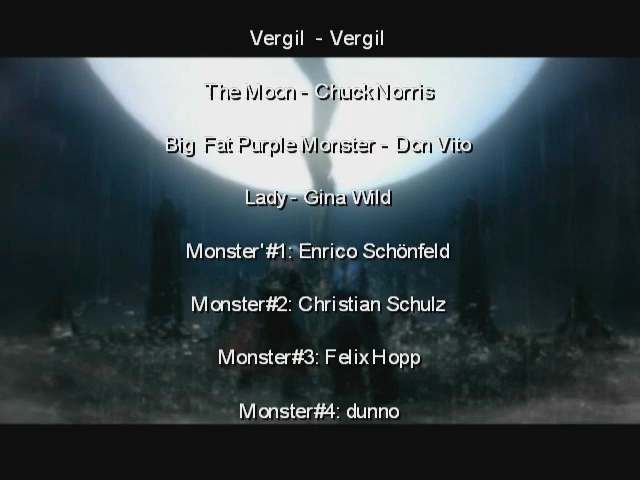 Vergil - Vergil
The Moon - Chuck Norris
Big Fat Purple Monster - Don Vito
Lady - Gina Wild
Monster'#1: Enrico Schönfeld
Monster#2: Christian Schulz
Monster#3: Felix Hopp
Monster#4: dunno